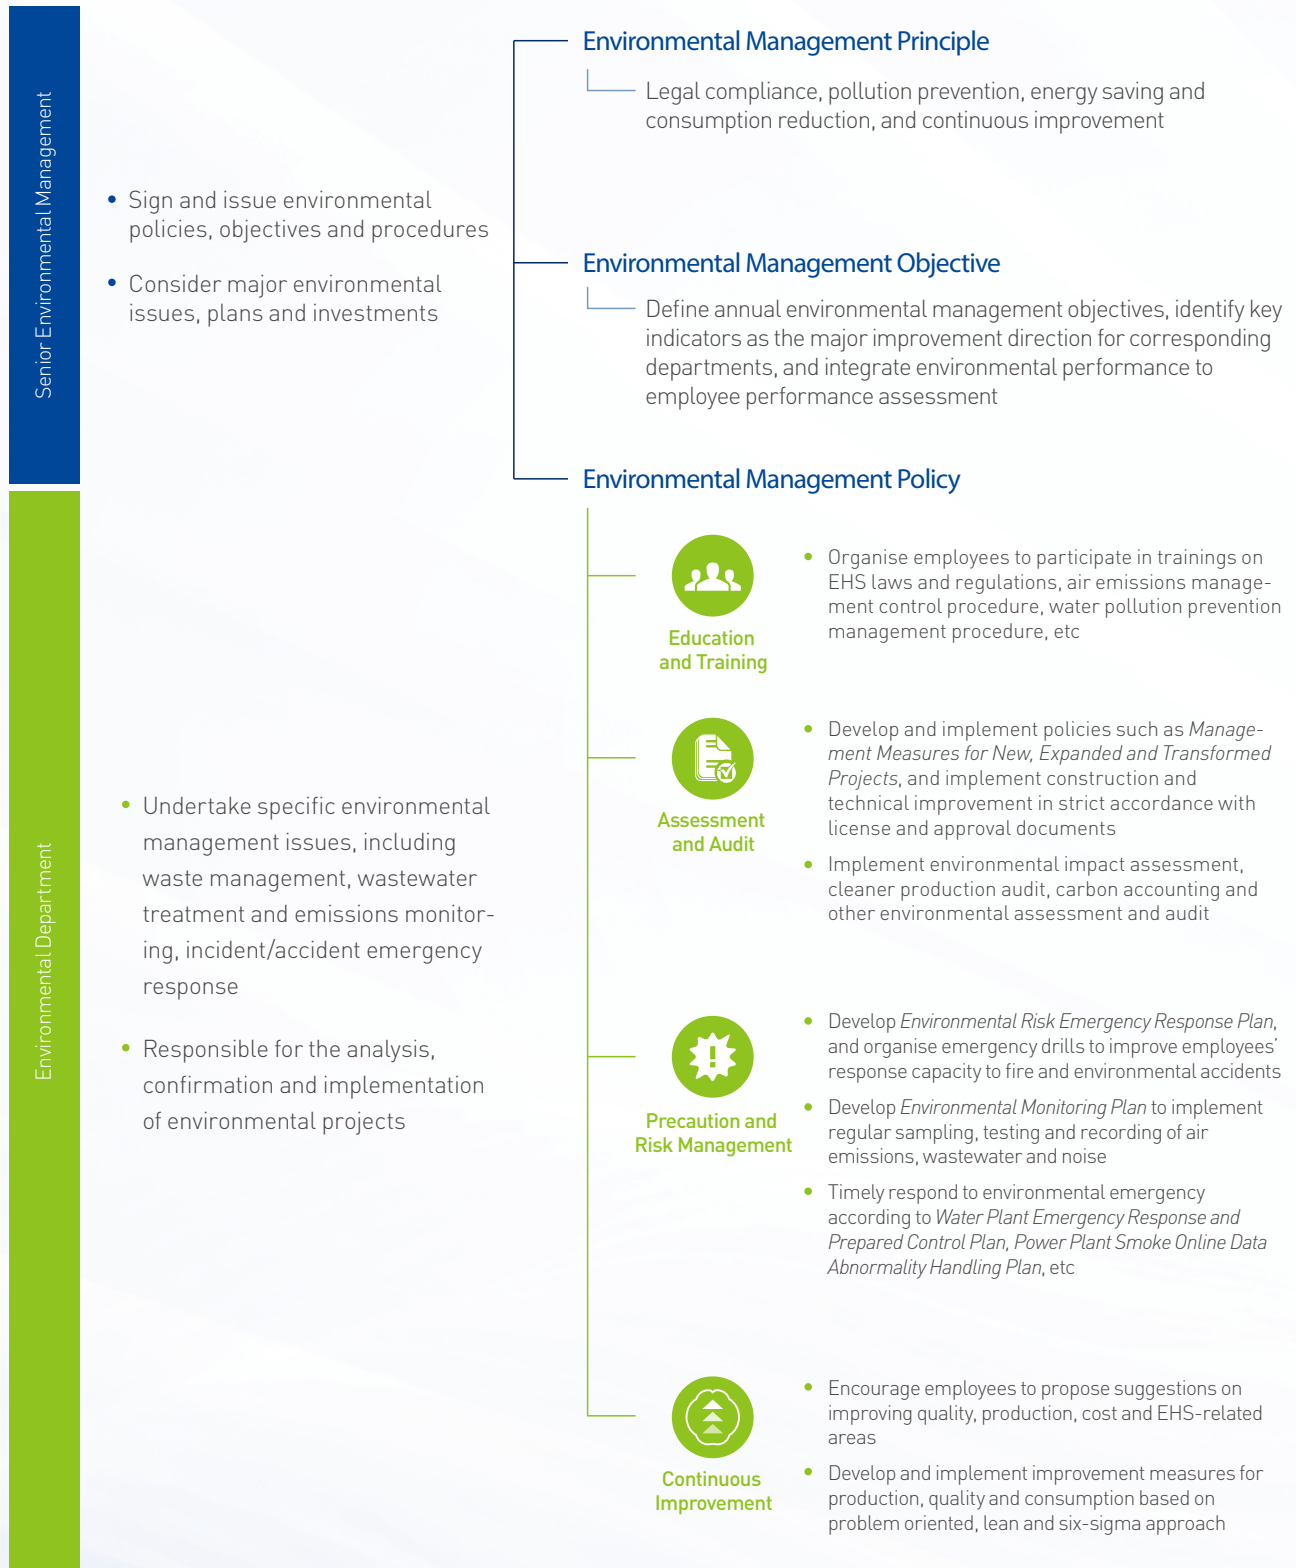 Senior Environmental Management
• Sign and issue environmental
policies, objectives and procedures
• Consider major environmental
issues, plans and investments
Environmental Management Principle
Legal compliance, pollution prevention, energy saving and
consumption reduction, and continuous improvement
Environmental Management Objective
Define annual environmental management objectives, identify key
indicators as the major improvement direction for corresponding
departments, and integrate environmental performance to
employee performance assessment
Environmental Management Policy
Environmental Department
• Undertake specific environmental
management issues, including
waste management, wastewater
treatment and emissions monitor-
ing, incident/accident emergency
response
• Responsible for the analysis,
confirmation and implementation
of environmental projects
Education
and Training
• Organise employees to participate in trainings on
EHS laws and regulations, air emissions manage-
ment control procedure, water pollution prevention
management procedure, etc
Assessment
and Audit
• Develop and implement policies such as Manage-
ment Measures for New, Expanded and Transformed
Projects, and implement construction and
technical improvement in strict accordance with
license and approval documents
• Implement environmental impact assessment,
cleaner production audit, carbon accounting and
other environmental assessment and audit
Precaution and
Risk Management
• Develop Environmental Risk Emergency Response Plan,
and organise emergency drills to improve employees’
response capacity to fire and environmental accidents
• Develop Environmental Monitoring Plan to implement
regular sampling, testing and recording of air
emissions, wastewater and noise
• Timely respond to environmental emergency
according to Water Plant Emergency Response and
Prepared Control Plan, Power Plant Smoke Online Data
Abnormality Handling Plan, etc
Continuous
Improvement
• Encourage employees to propose suggestions on
improving quality, production, cost and EHS-related
areas
• Develop and implement improvement measures for
production, quality and consumption based on
problem oriented, lean and six-sigma approach